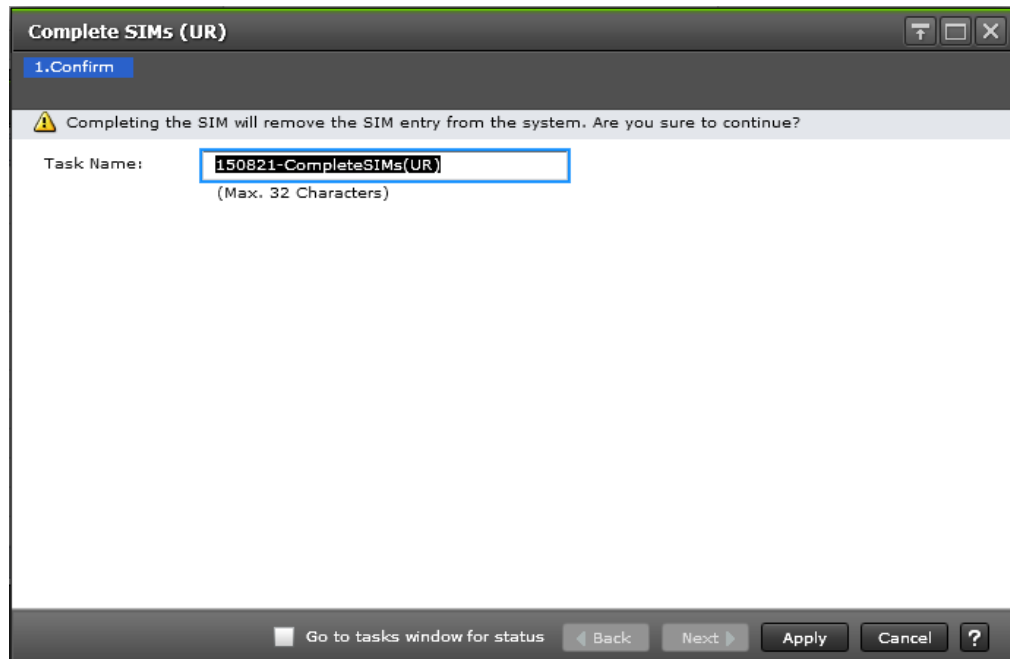 Complete SIMs (UR)
1.Confirm
Completing the SIM will remove the SIM entry from the system. Are you sure to continue?
Task Name: 150821-CompleteSIMs(UR)
(Max. 32 Characters)
Go to tasks window for status Back Next Apply Cancel ?